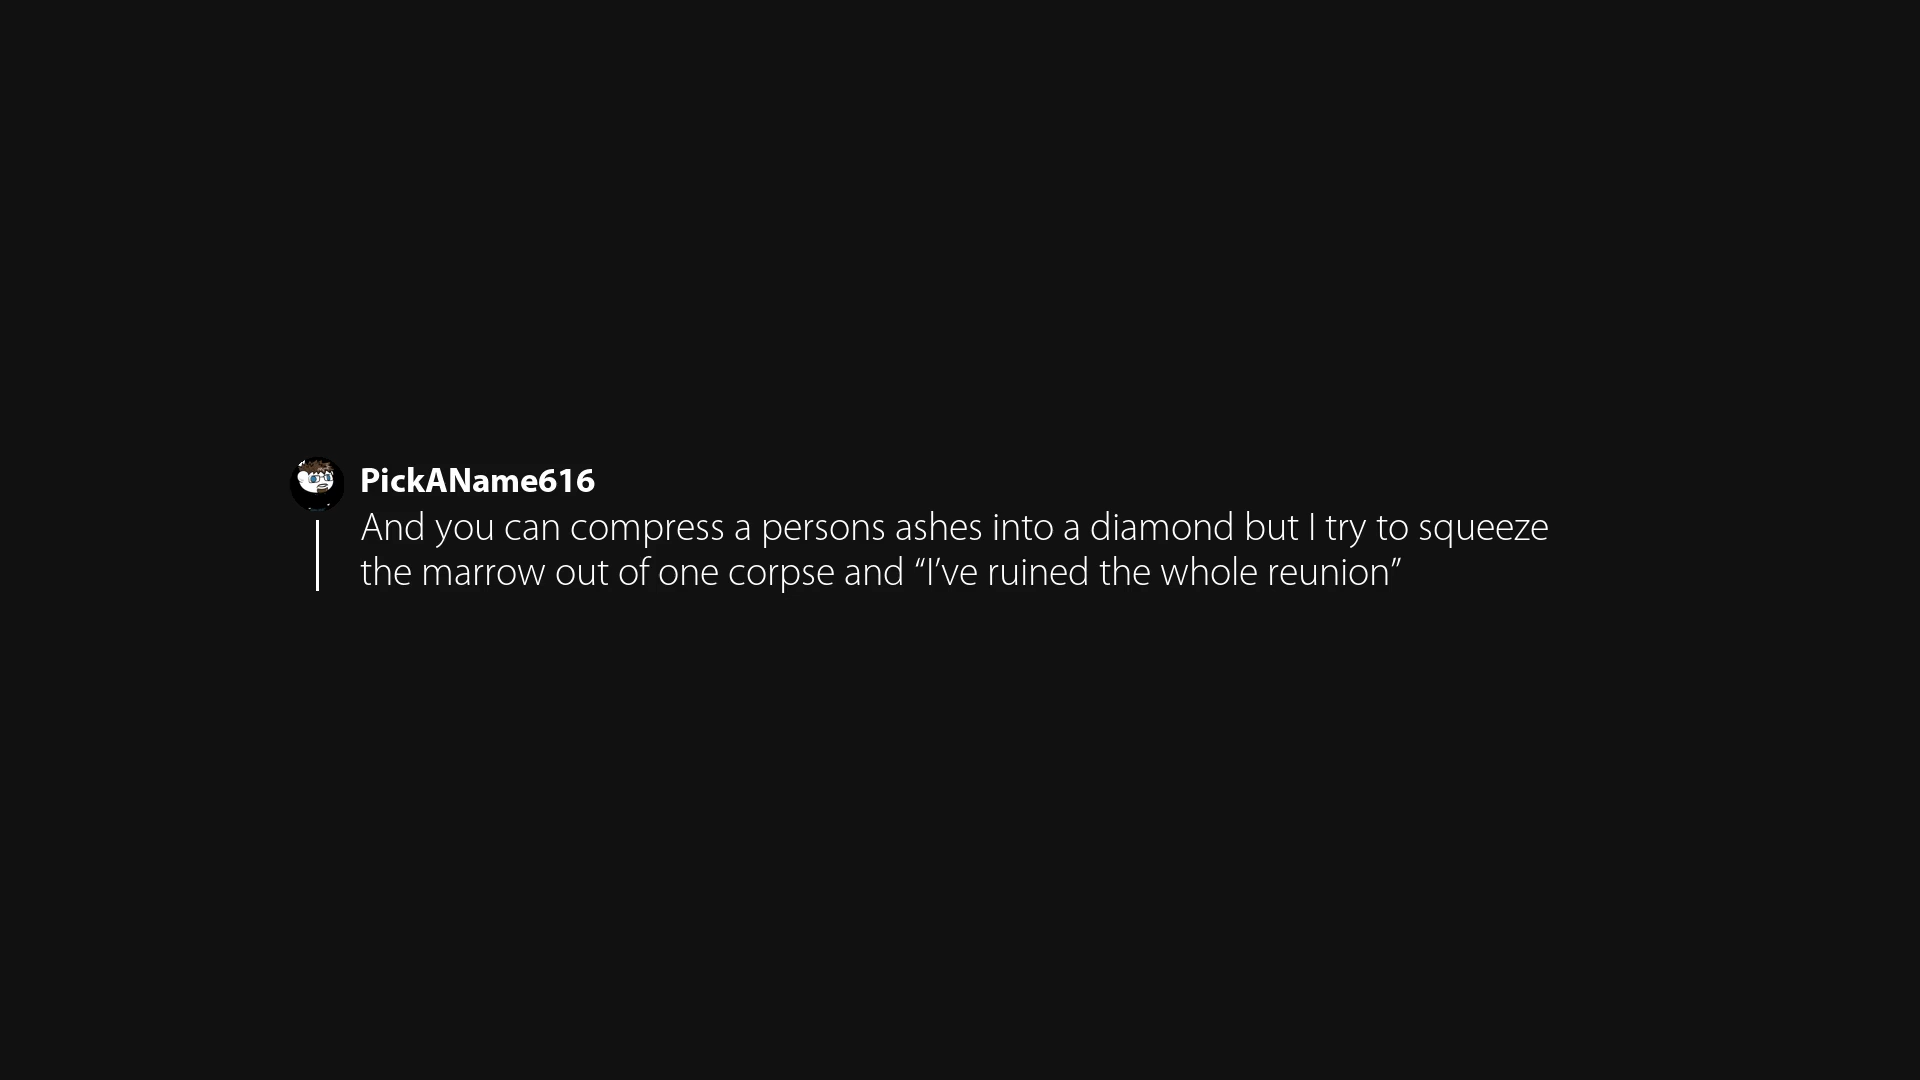 PickAName616
And you can compress a persons ashes into a diamond but I try to squeeze
the marrow out of one corpse and “I’ve ruined the whole reunion”